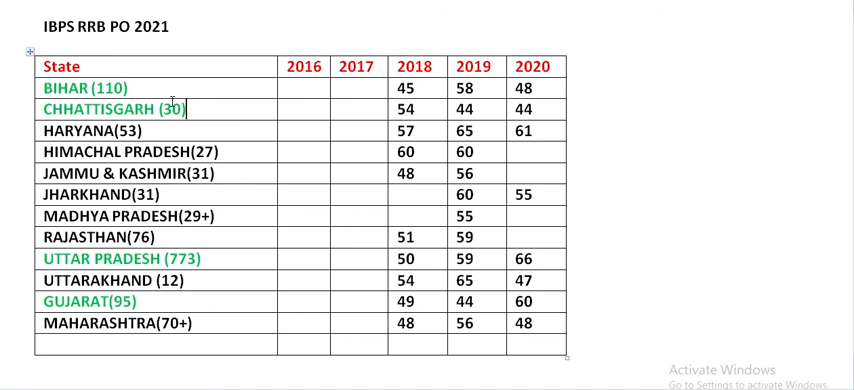 IBPS RRB PO 2021
State 2016 2017 2018 2019 2020
BIHAR (110) 45 58 48
CHHATTISGARH (30) 54 44 44
HARYANA(53) 57 65 61
HIMACHAL PRADESH(27) 60 60
JAMMU & KASHMIR(31) 48 56
JHARKHAND(31) 60 55
MADHYA PRADESH(29+) 55
RAJASTHAN(76) 51 59
UTTAR PRADESH (773) 50 59 66
UTTARAKHAND (12) 54 65 47
GUJARAT(95) 49 44 60
MAHARASHTRA(70+) 48 56 48
Activate Windows
Go to Settings to activate Windows.